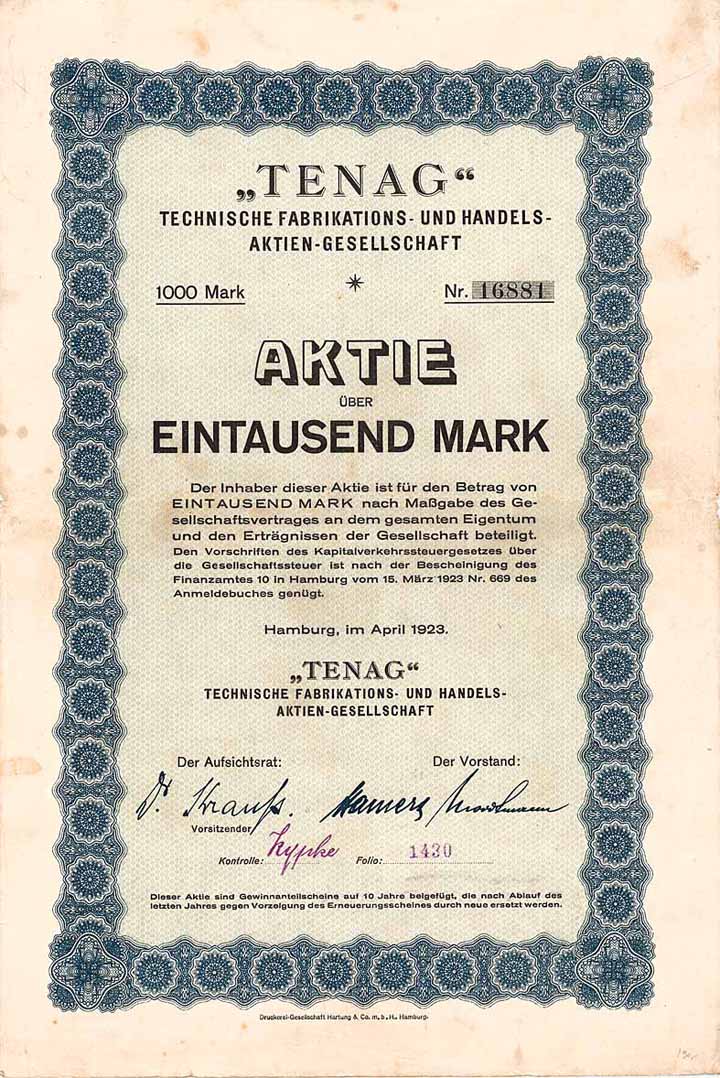 „TENAG“
TECHNISCHE FABRIKATIONS- UND HANDELS-
AKTIEN-GESELLSCHAFT
1000 Mark
Nr. 16881
AKTIE
ÜBER
EINTAUSEND MARK
Der Inhaber dieser Aktie ist für den Betrag von
EINTAUSEND MARK nach Maßgabe des Ge-
sellschaftsvertrages an dem gesamten Eigentum
und den Erträgnissen der Gesellschaft beteiligt.
Den Vorschriften des Kapitalverkehrssteuergesetzes über
die Gesellschaftssteuer ist nach der Bescheinigung des
Finanzamtes 10 in Hamburg vom 15. März 1923 Nr. 669 des
Anmeldebuches genügt.
Hamburg, im April 1923.
„TENAG“
TECHNISCHE FABRIKATIONS- UND HANDELS-
AKTIEN-GESELLSCHAFT
Der Aufsichtsrat:
Der Vorstand:
Dr. Krauß.
Vorsitzender
Kontrolle: Folio: 1430
Dieser Aktie sind Gewinnanteilscheine auf 10 Jahre beigefügt, die nach Ablauf des
letzten Jahres gegen Vorzeigung des Erneuerungsscheines durch neue ersetzt werden.
Druckerei-Gesellschaft Hartung & Co. m. b. H., Hamburg.